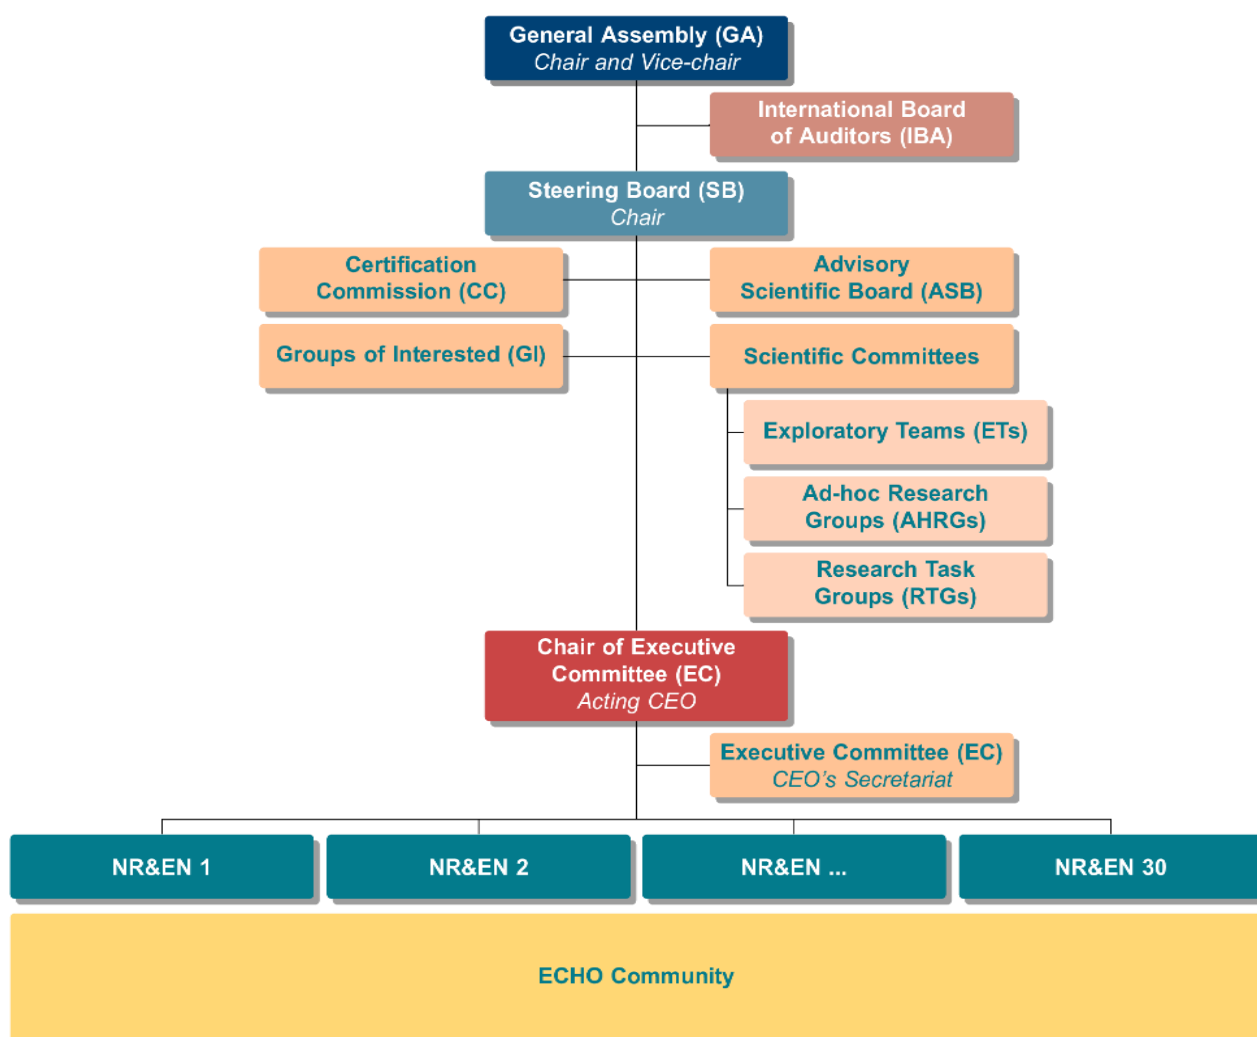 General Assembly (GA)
Chair and Vice-chair
International Board
of Auditors (IBA)
Steering Board (SB)
Chair
Certification
Commission (CC)
Advisory
Scientific Board (ASB)
Groups of Interested (GI)
Scientific Committees
Exploratory Teams (ETs)
Ad-hoc Research
Groups (AHRGs)
Research Task
Groups (RTGs)
Chair of Executive
Committee (EC)
Acting CEO
Executive Committee (EC)
CEO's Secretariat
NR&EN 1
NR&EN 2
NR&EN ...
NR&EN 30
ECHO Community